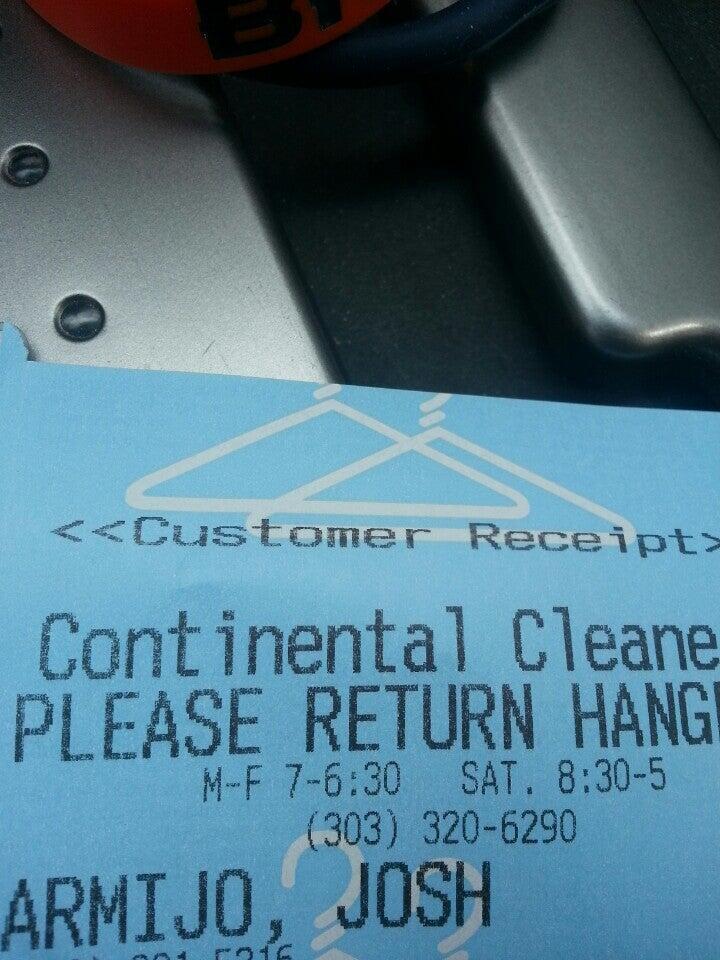 BI
<<Customer Receipt>
Continental Cleane
PLEASE RETURN HANG
M-F 7-6:30 SAT. 8:30-5
(303) 320-6290
ARMIJO, JOSH